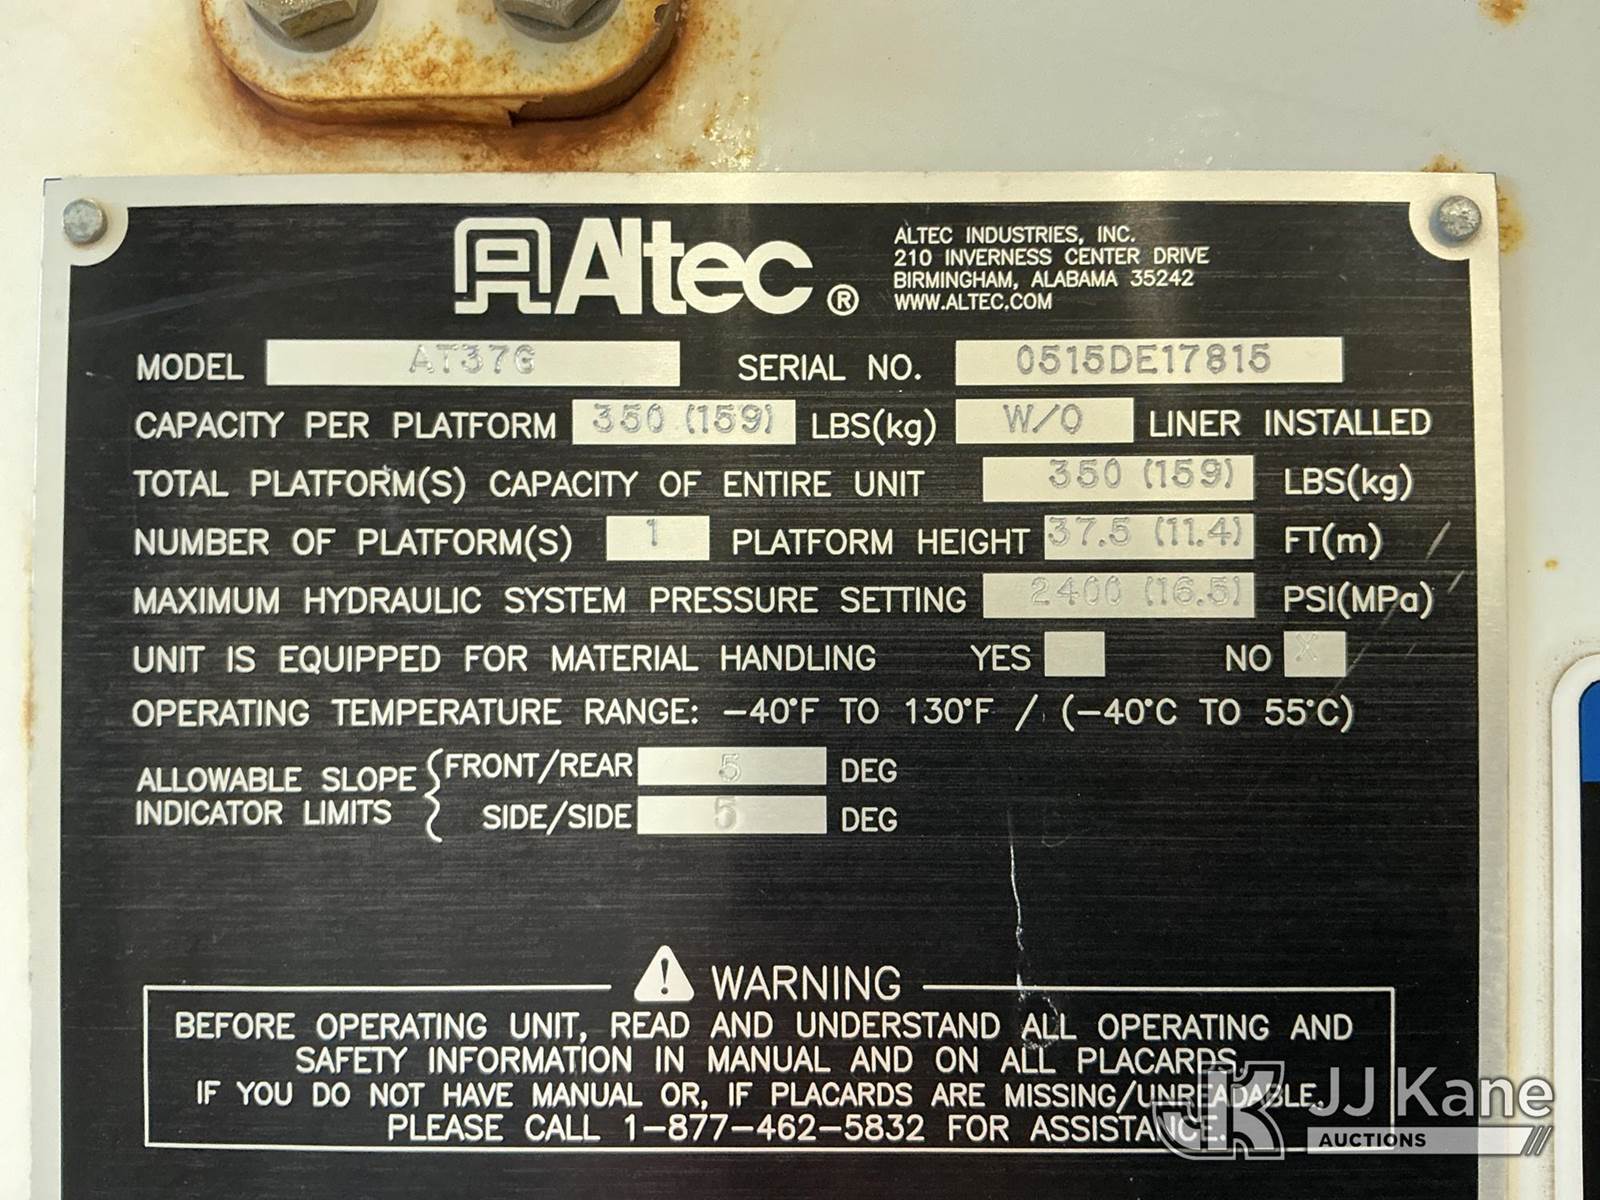 Altec®
ALTEC INDUSTRIES, INC.
210 INVERNESS CENTER DRIVE
BIRMINGHAM, ALABAMA 35242
WWW.ALTEC.COM
MODEL AT37G SERIAL NO. 0515DE17815
CAPACITY PER PLATFORM 350 (159) LBS(kg) W/O LINER INSTALLED
TOTAL PLATFORM(S) CAPACITY OF ENTIRE UNIT 350 (159) LBS(kg)
NUMBER OF PLATFORM(S) 1 PLATFORM HEIGHT 37.5 (11.4) FT(m)
MAXIMUM HYDRAULIC SYSTEM PRESSURE SETTING 2400 (16.5) PSI(MPa)
UNIT IS EQUIPPED FOR MATERIAL HANDLING YES NO X
OPERATING TEMPERATURE RANGE: -40°F TO 130°F / (-40°C TO 55°C)
ALLOWABLE SLOPE INDICATOR LIMITS
FRONT/REAR 5 DEG
SIDE/SIDE 5 DEG
WARNING
BEFORE OPERATING UNIT, READ AND UNDERSTAND ALL OPERATING AND
SAFETY INFORMATION IN MANUAL AND ON ALL PLACARDS.
IF YOU DO NOT HAVE MANUAL OR, IF PLACARDS ARE MISSING/UNREADABLE,
PLEASE CALL 1-877-462-5832 FOR ASSISTANCE.
JK JJ Kane
AUCTIONS